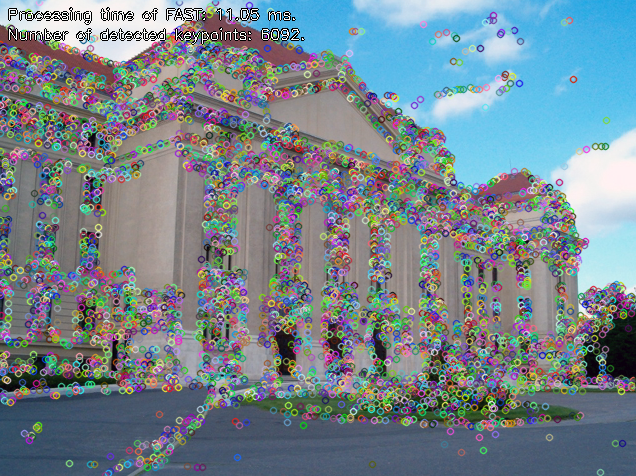 Processing time of FAST: 11.05 ms.
Number of detected keypoints: 6092.